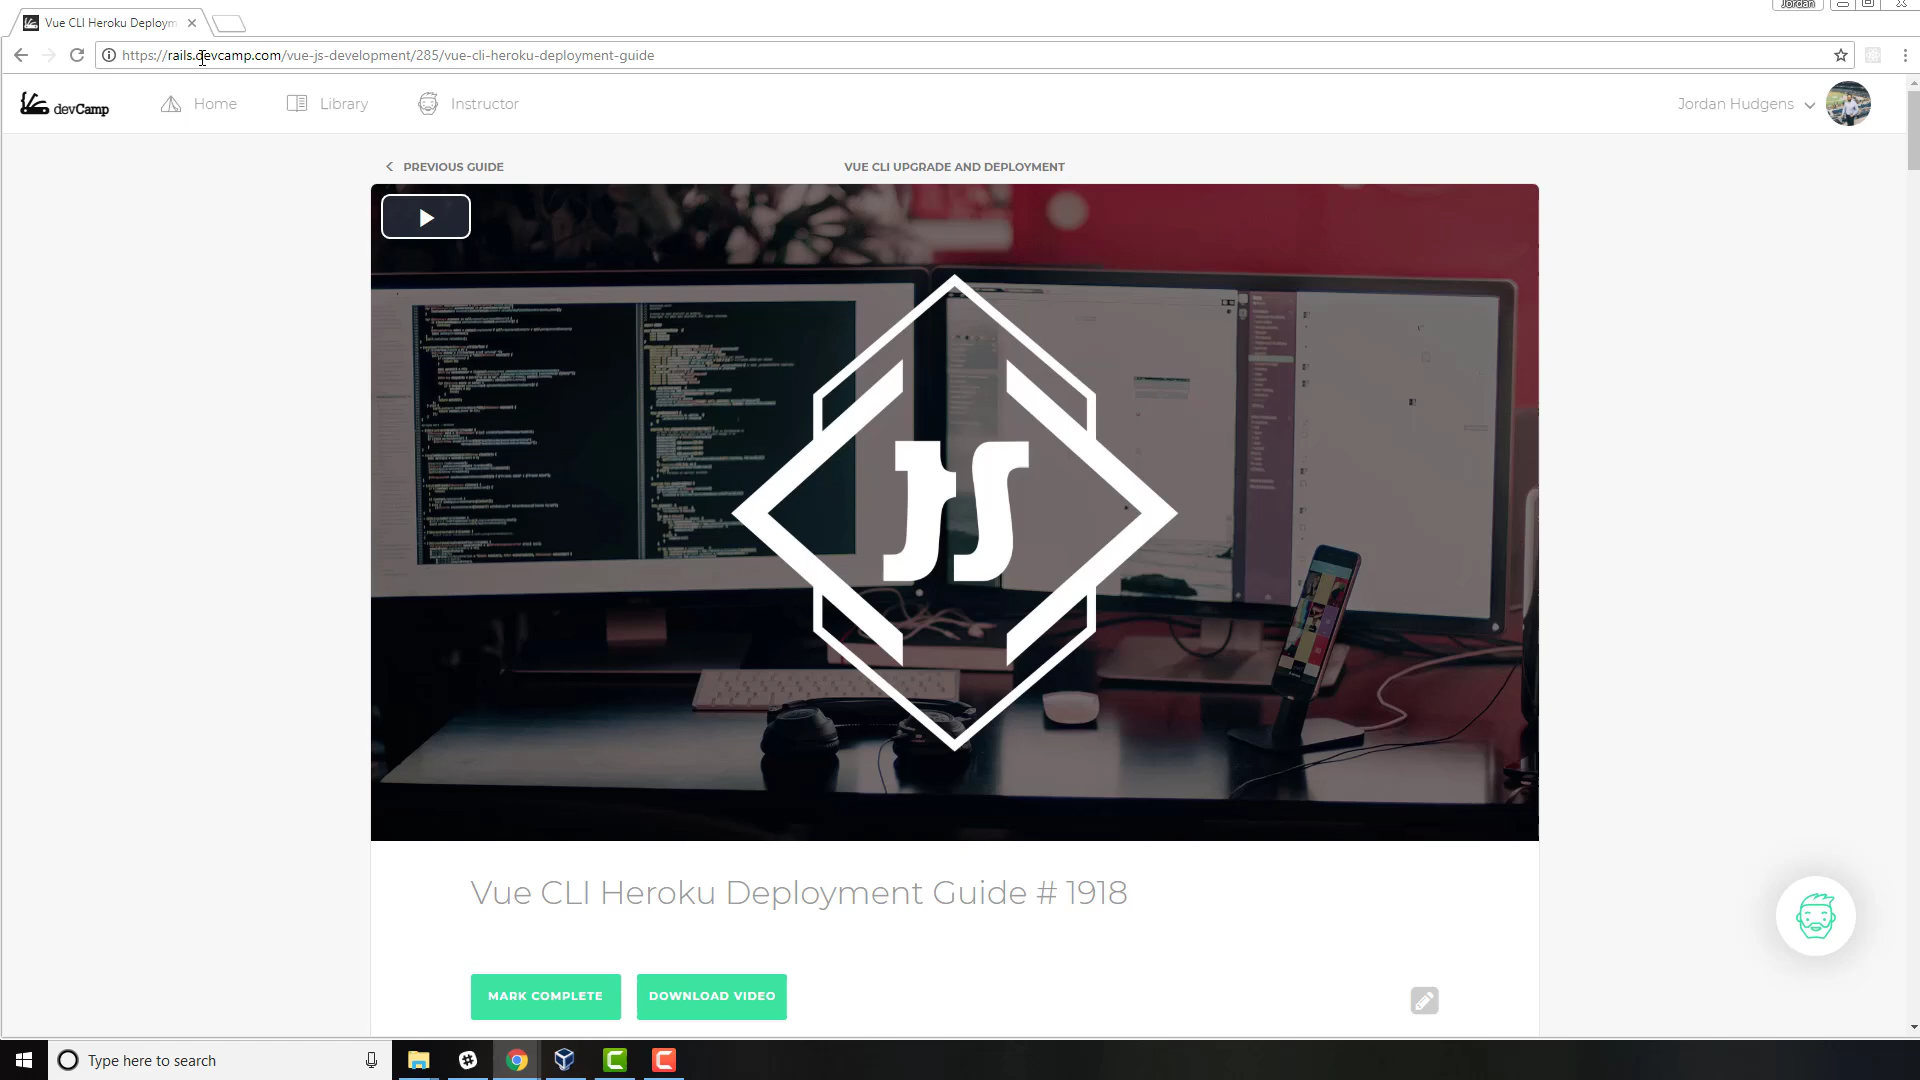 Vue CLI Heroku Deploym
Jordan
https://rails.devcamp.com/vue-js-development/285/vue-cli-heroku-deployment-guide
devCamp
Home
Library
Instructor
Jordan Hudgens
PREVIOUS GUIDE
VUE CLI UPGRADE AND DEPLOYMENT
JS
Vue CLI Heroku Deployment Guide # 1918
MARK COMPLETE
DOWNLOAD VIDEO
Type here to search